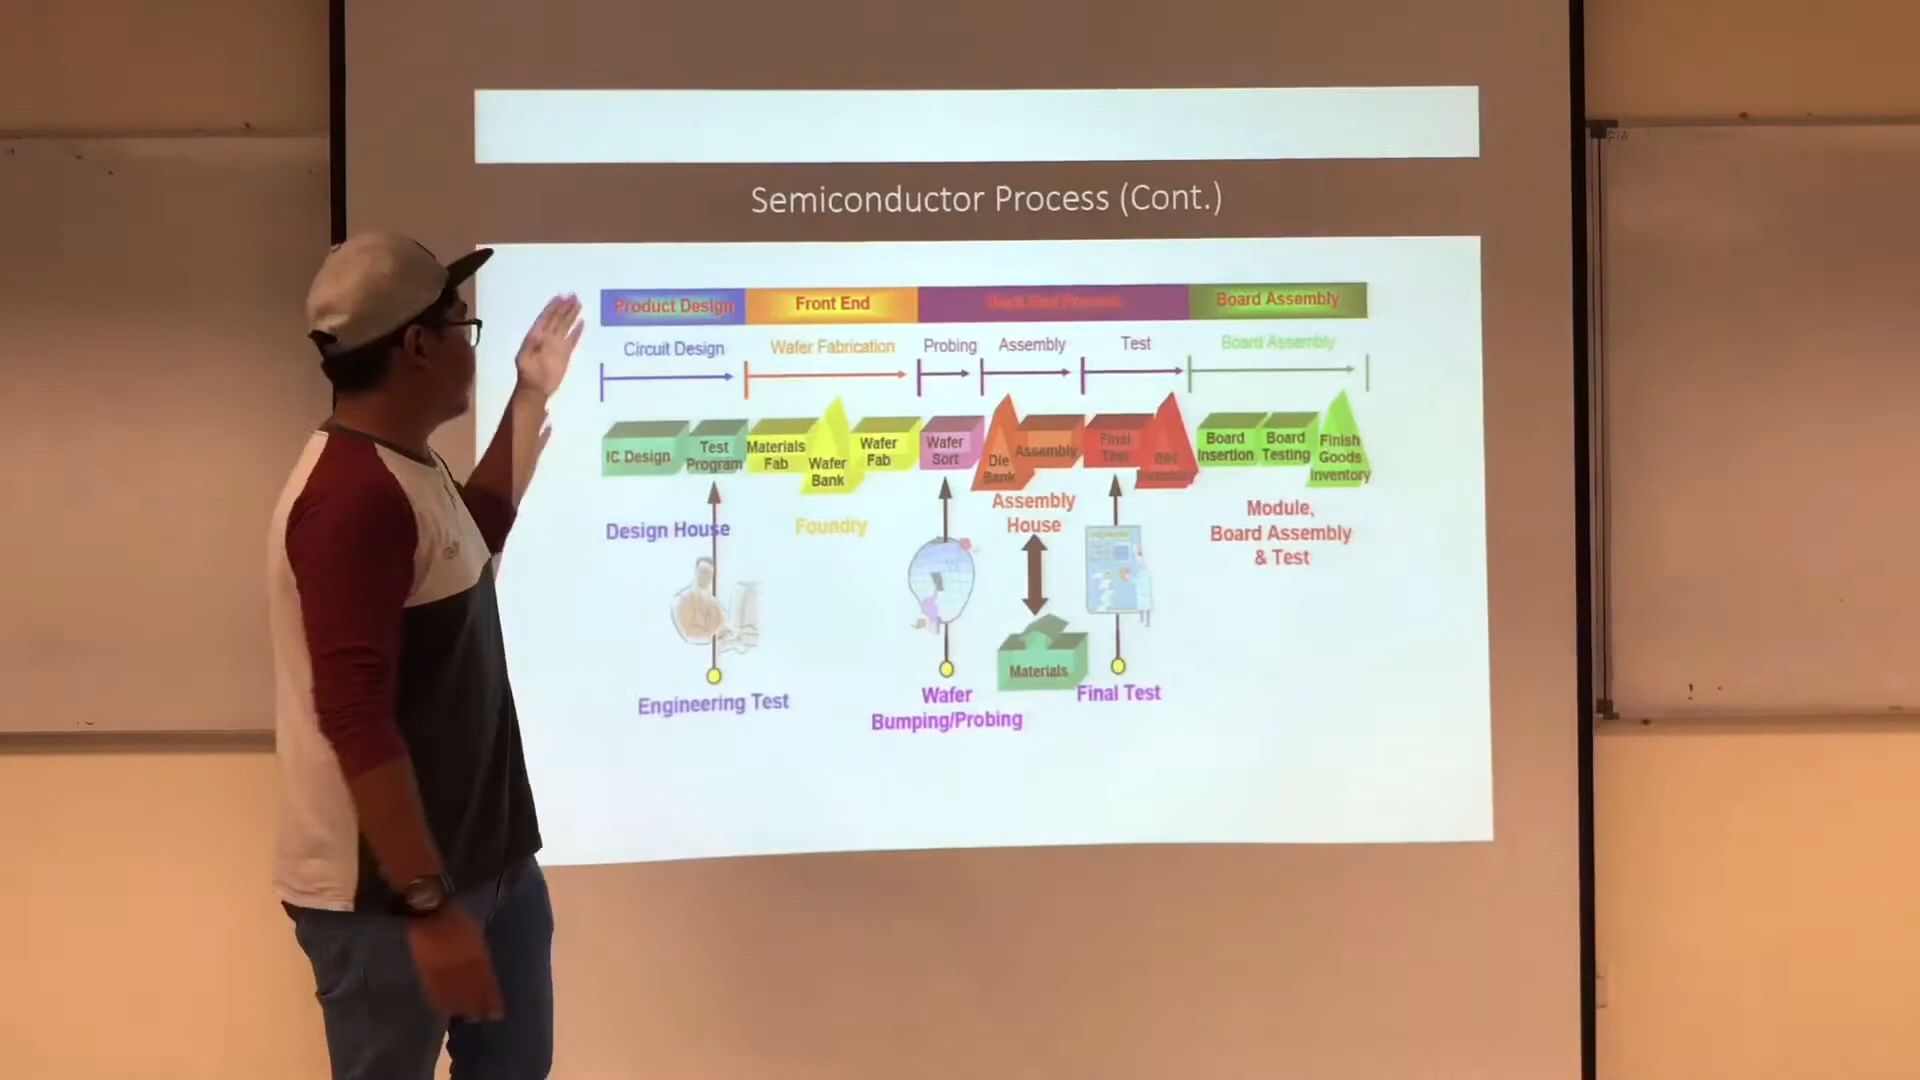 Semiconductor Process (Cont.)
Product Design
Front End
Back End Process
Board Assembly
Circuit Design
Wafer Fabrication
Probing
Assembly
Test
Board Assembly
IC Design
Test
Program
Materials
Fab
Wafer
Bank
Wafer
Fab
Wafer
Sort
Die
Bank
Assembly
Final
Test
Board
Insertion
Board
Testing
Finish
Goods
Inventory
Design House
Foundry
Assembly
House
Module,
Board Assembly
& Test
Materials
Engineering Test
Wafer
Bumping/Probing
Final Test